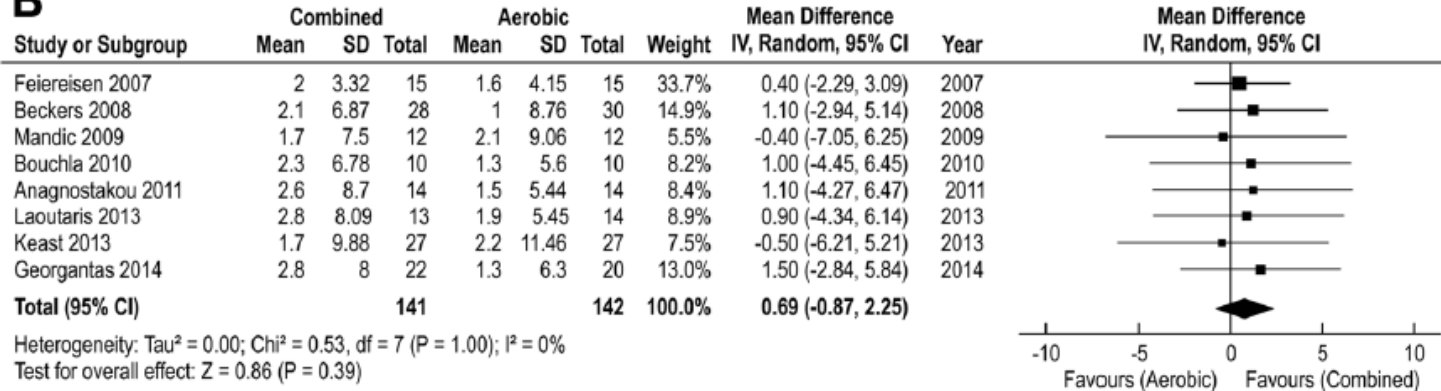 B
Combined Aerobic Mean Difference Mean Difference
Study or Subgroup Mean SD Total Mean SD Total Weight IV, Random, 95% CI Year IV, Random, 95% CI
Feiereisen 2007 2 3.32 15 1.6 4.15 15 33.7% 0.40 (-2.29, 3.09) 2007
Beckers 2008 2.1 6.87 28 1 8.76 30 14.9% 1.10 (-2.94, 5.14) 2008
Mandic 2009 1.7 7.5 12 2.1 9.06 12 5.5% -0.40 (-7.05, 6.25) 2009
Bouchla 2010 2.3 6.78 10 1.3 5.6 10 8.2% 1.00 (-4.45, 6.45) 2010
Anagnostakou 2011 2.6 8.7 14 1.5 5.44 14 8.4% 1.10 (-4.27, 6.47) 2011
Laoutaris 2013 2.8 8.09 13 1.9 5.45 14 8.9% 0.90 (-4.34, 6.14) 2013
Keast 2013 1.7 9.88 27 2.2 11.46 27 7.5% -0.50 (-6.21, 5.21) 2013
Georgantas 2014 2.8 8 22 1.3 6.3 20 13.0% 1.50 (-2.84, 5.84) 2014
Total (95% CI) 141 142 100.0% 0.69 (-0.87, 2.25)
Heterogeneity: Tau² = 0.00; Chi² = 0.53, df = 7 (P = 1.00); I² = 0%
Test for overall effect: Z = 0.86 (P = 0.39)
-10 -5 0 5 10
Favours (Aerobic) Favours (Combined)